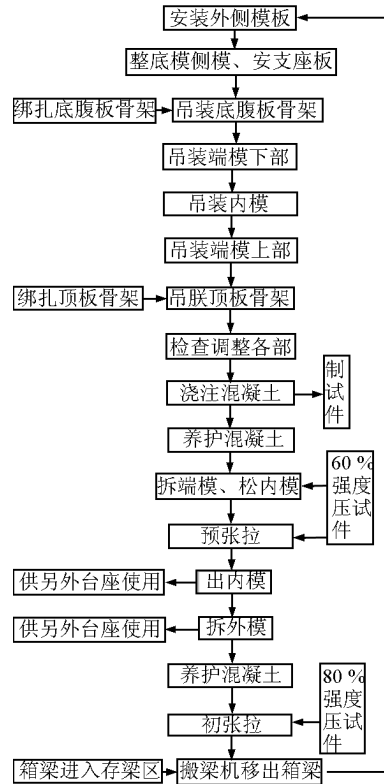 安装外侧模板
整底模侧模、安支座板
绑扎底腹板骨架
吊装底腹板骨架
吊装端模下部
吊装内模
吊装端模上部
绑扎顶板骨架
吊朕顶板骨架
检查调整各部
浇注混凝土
制
试
件
养护混凝土
60 %
强度
压试
件
拆端模、松内模
预张拉
供另外台座使用
出内模
供另外台座使用
拆外模
养护混凝土
80 %
强度
压试件
初张拉
箱梁进入存梁区
搬梁机移出箱梁